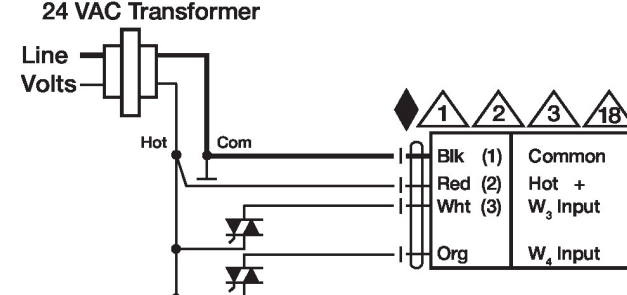 24 VAC Transformer
Line
Volts
1 2 3 18
Hot Com
Blk (1) Common
Red (2) Hot +
Wht (3) W₃ Input
Org W₄ Input